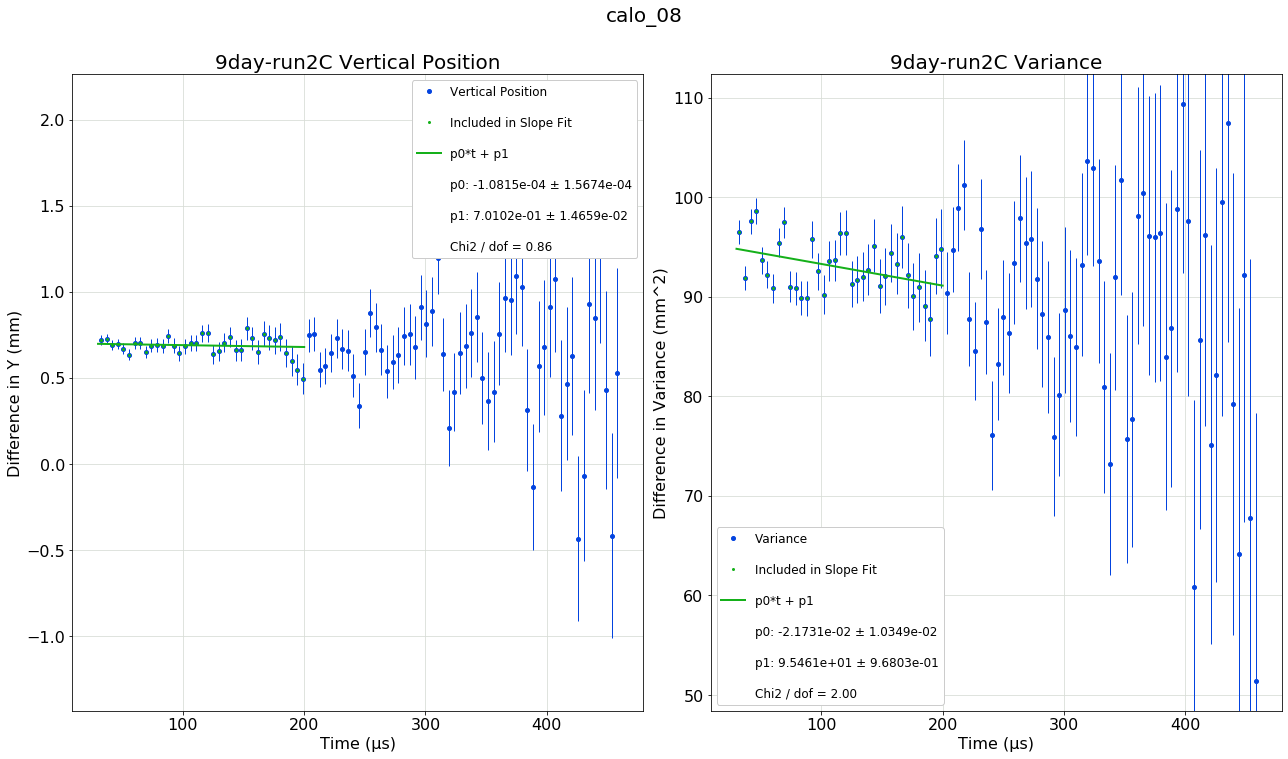 calo_08
9day-run2C Vertical Position
Vertical Position
Included in Slope Fit
p0*t + p1
p0: -1.0815e-04 ± 1.5674e-04
p1: 7.0102e-01 ± 1.4659e-02
Chi2 / dof = 0.86
Difference in Y (mm)
2.0
1.5
1.0
0.5
0.0
−0.5
−1.0
100
200
300
400
Time (μs)
9day-run2C Variance
Difference in Variance (mm^2)
110
100
90
80
70
60
50
Variance
Included in Slope Fit
p0*t + p1
p0: -2.1731e-02 ± 1.0349e-02
p1: 9.5461e+01 ± 9.6803e-01
Chi2 / dof = 2.00
100
200
300
400
Time (μs)